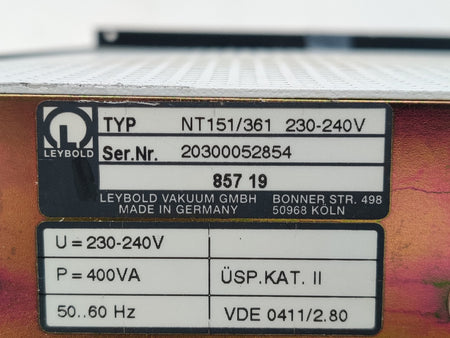 TYP NT151/361 230-240V
LEYBOLD
Ser.Nr. 20300052854
857 19
LEYBOLD VAKUUM GMBH BONNER STR. 498
MADE IN GERMANY 50968 KÖLN
U = 230-240V
P = 400VA ÜSP.KAT. II
50..60 Hz VDE 0411/2.80